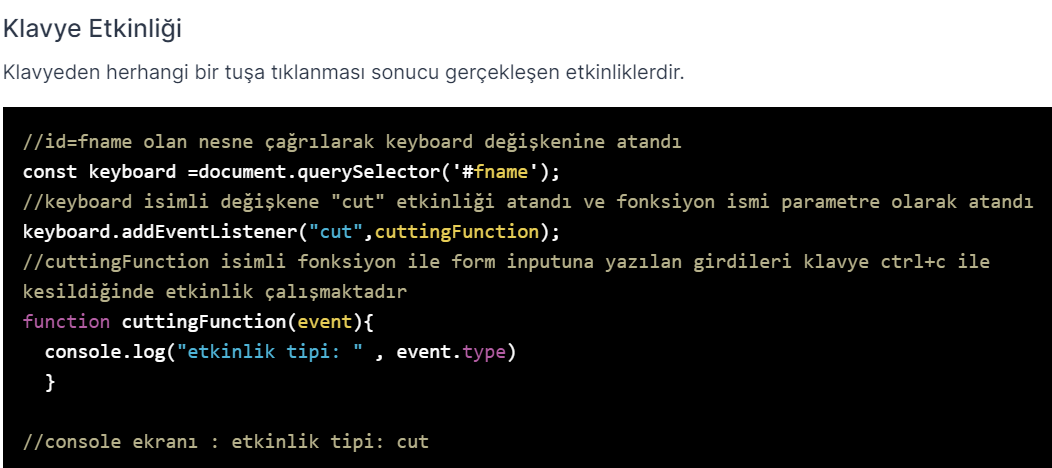 Klavye Etkinliği
Klavyeden herhangi bir tuşa tıklanması sonucu gerçekleşen etkinliklerdir.
//id=fname olan nesne çağrılarak keyboard değişkenine atandı
const keyboard =document.querySelector('#fname');
//keyboard isimli değişkene "cut" etkinliği atandı ve fonksiyon ismi parametre olarak atandı
keyboard.addEventListener("cut",cuttingFunction);
//cuttingFunction isimli fonksiyon ile form inputuna yazılan girdileri klavye ctrl+c ile
kesildiğinde etkinlik çalışmaktadır
function cuttingFunction(event){
  console.log("etkinlik tipi: " , event.type)
  }
//console ekranı : etkinlik tipi: cut